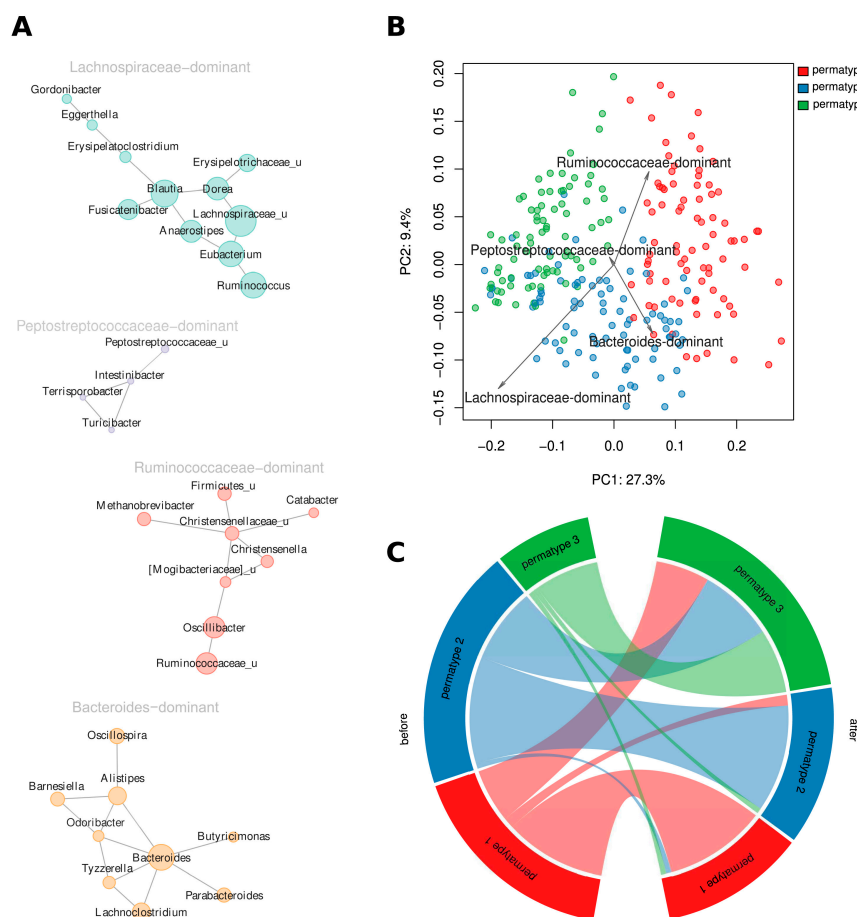 A
Lachnospiraceae−dominant
Gordonibacter
Eggerthella
Erysipelatoclostridium
Erysipelotrichaceae_u
Blautia
Dorea
Fusicatenibacter
Lachnospiraceae_u
Anaerostipes
Eubacterium
Ruminococcus
Peptostreptococcaceae−dominant
Peptostreptococcaceae_u
Intestinibacter
Terrisporobacter
Turicibacter
Ruminococcaceae−dominant
Firmicutes_u
Methanobrevibacter
Catabacter
Christensenellaceae_u
Christensenella
[Mogibacteriaceae]_u
Oscillibacter
Ruminococcaceae_u
Bacteroides−dominant
Oscillospira
Alistipes
Barnesiella
Odoribacter
Butyricimonas
Bacteroides
Tyzzerella
Parabacteroides
Lachnoclostridium
B
permatyp
permatyp
permatyp
0.20
0.15
0.10
0.05
0.00
−0.05
−0.10
−0.15
PC2: 9.4%
Ruminococcaceae−dominant
Peptostreptococcaceae−dominant
Bacteroides−dominant
Lachnospiraceae−dominant
−0.2 −0.1 0.0 0.1 0.2
PC1: 27.3%
C
permatype 3
permatype 3
permatype 2
before
after
permatype 2
permatype 1
permatype 1